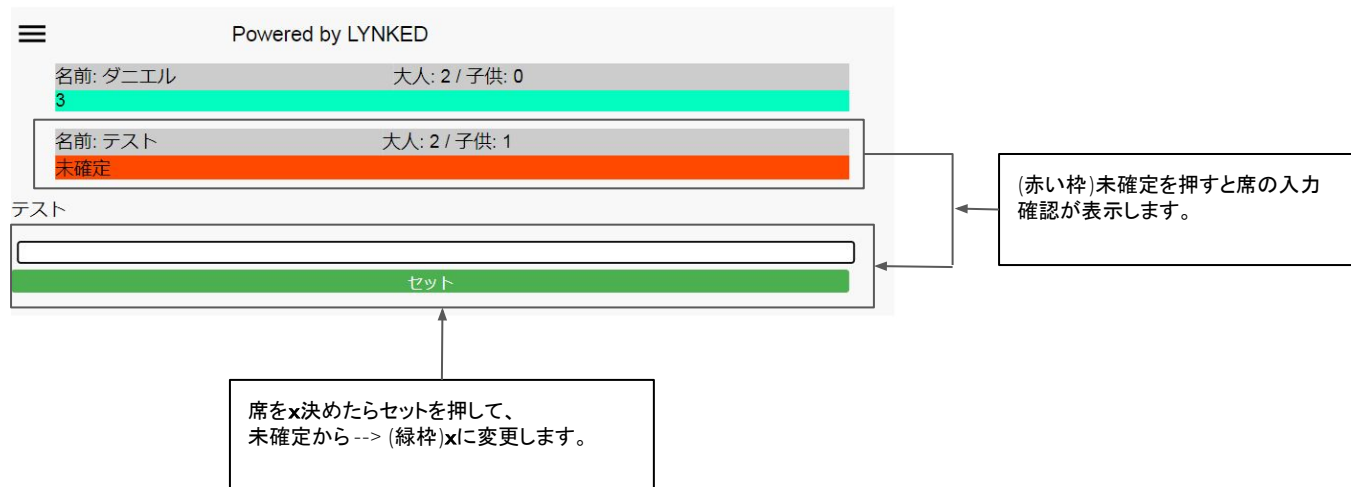 Powered by LYNKED
名前: ダニエル 大人: 2 / 子供: 0
3
名前: テスト 大人: 2 / 子供: 1
未確定
テスト
セット
(赤い枠)未確定を押すと席の入力
確認が表示します。
席をx決めたらセットを押して、
未確定から --> (緑枠)xに変更します。